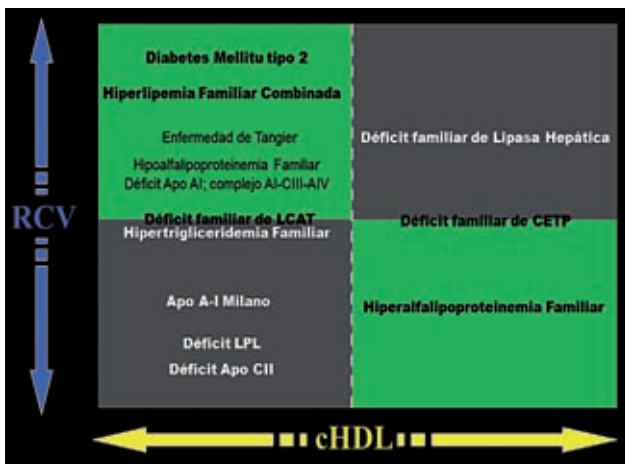 Diabetes Mellitu tipo 2
Hiperlipemia Familiar Combinada
Enfermedad de Tangier
Hipoalfalipoproteinemia Familiar
Déficit Apo AI; complejo AI-CIII-AIV
Déficit familiar de LCAT
Hipertrigliceridemia Familiar
Apo A-I Milano
Déficit LPL
Déficit Apo CII
Déficit familiar de Lipasa Hepática
Déficit familiar de CETP
Hiperalfalipoproteinemia Familiar
RCV
cHDL